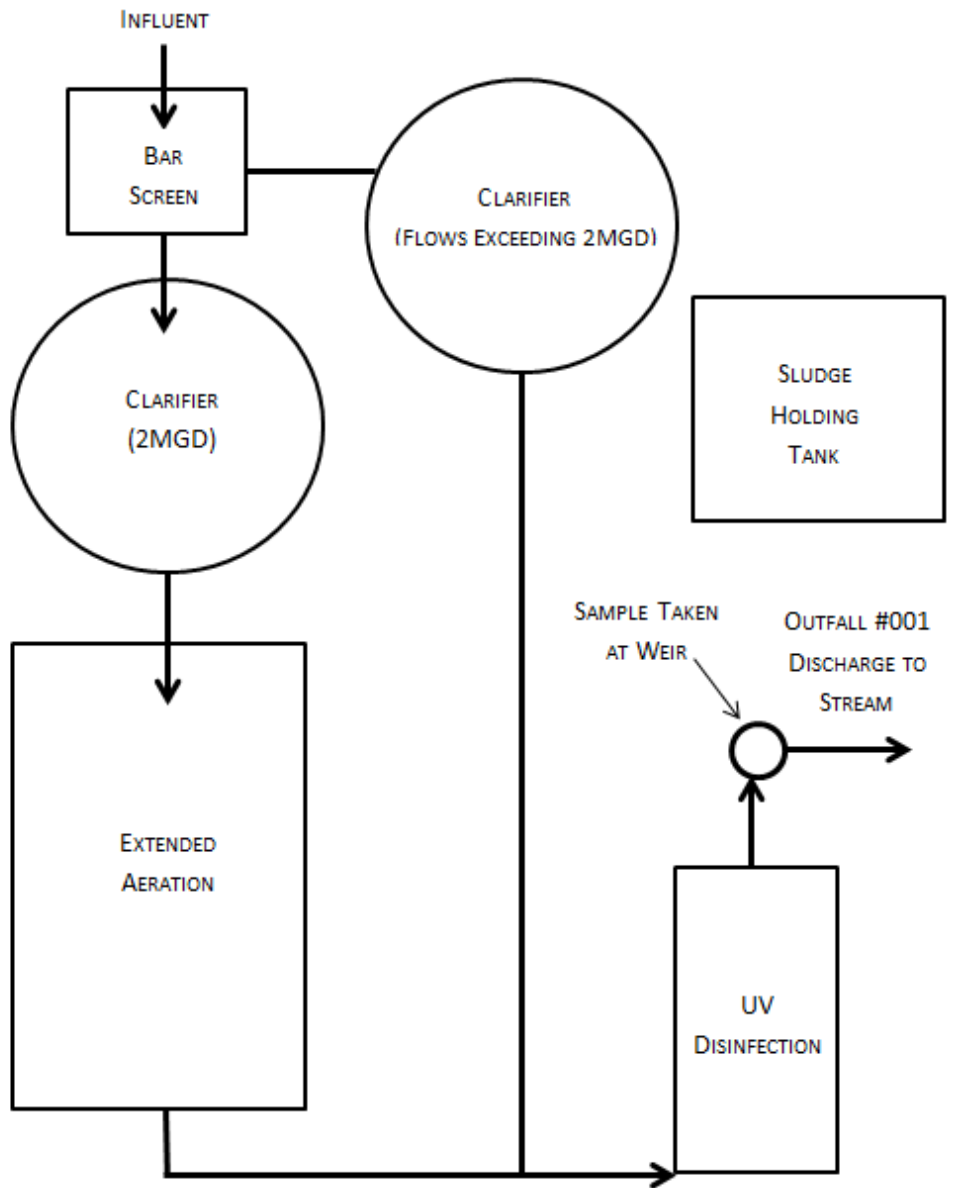 INFLUENT
BAR
SCREEN
CLARIFIER
(FLOWS EXCEEDING 2MGD)
CLARIFIER
(2MGD)
SLUDGE
HOLDING
TANK
SAMPLE TAKEN
AT WEIR
OUTFALL #001
DISCHARGE TO
STREAM
EXTENDED
AERATION
UV
DISINFECTION